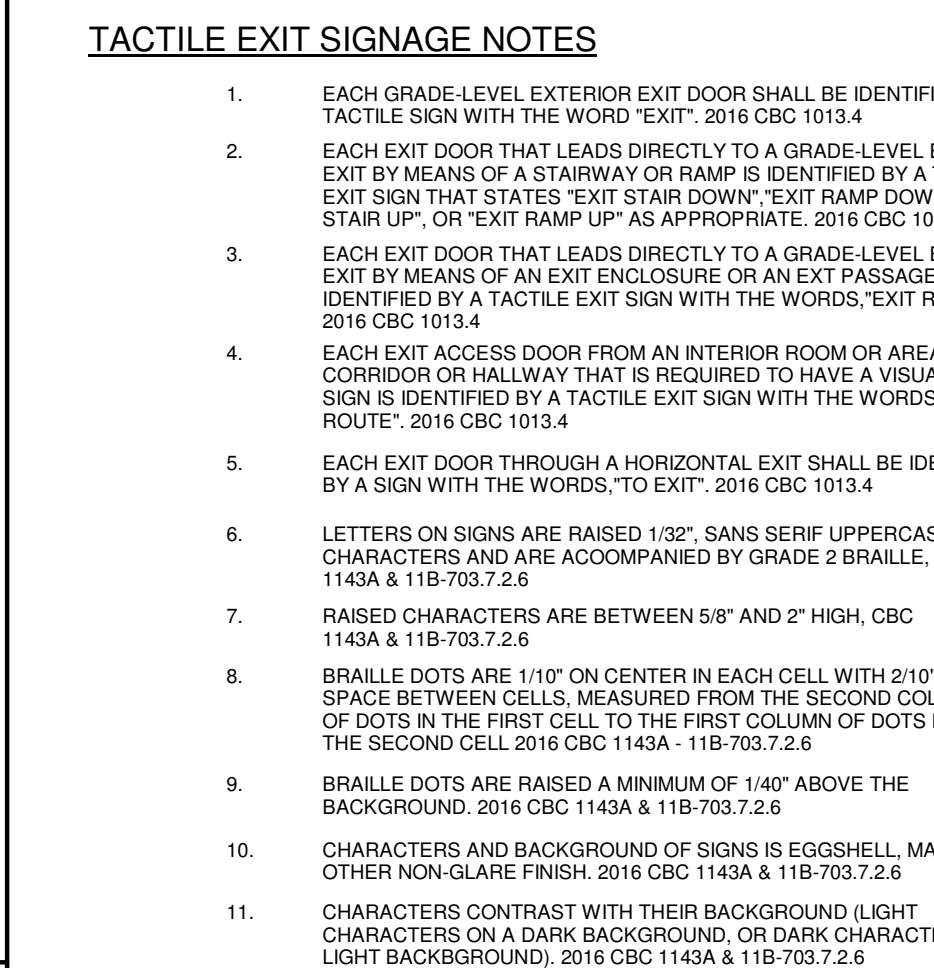 TACTILE EXIT SIGNAGE NOTES
1. EACH GRADE-LEVEL EXTERIOR EXIT DOOR SHALL BE
TACTILE SIGN WITH THE WORD "EXIT". 2016 CBC 1013.4
2. EACH EXIT DOOR THAT LEADS DIRECTLY TO A GRADE-LEVEL
EXIT BY MEANS OF A STAIRWAY OR RAMP IS IDENTIFIED BY A
EXIT SIGN THAT STATES "EXIT STAIR DOWN","EXIT RAMP
STAIR UP", OR "EXIT RAMP UP" AS APPROPRIATE. 2016 CBC
3. EACH EXIT DOOR THAT LEADS DIRECTLY TO A GRADE-LEVEL
EXIT BY MEANS OF AN EXIT ENCLOSURE OR AN EXT
IDENTIFIED BY A TACTILE EXIT SIGN WITH THE WORDS,"EXIT
2016 CBC 1013.4
4. EACH EXIT ACCESS DOOR FROM AN INTERIOR ROOM OR AREA
CORRIDOR OR HALLWAY THAT IS REQUIRED TO HAVE A
SIGN IS IDENTIFIED BY A TACTILE EXIT SIGN WITH THE WORDS
ROUTE". 2016 CBC 1013.4
5. EACH EXIT DOOR THROUGH A HORIZONTAL EXIT SHALL BE
BY A SIGN WITH THE WORDS,"TO EXIT". 2016 CBC 1013.4
6. LETTERS ON SIGNS ARE RAISED 1/32", SANS SERIF
CHARACTERS AND ARE ACOOMPANIED BY GRADE 2 BRAILLE,
1143A & 11B-703.7.2.6
7. RAISED CHARACTERS ARE BETWEEN 5/8" AND 2" HIGH, CBC
1143A & 11B-703.7.2.6
8. BRAILLE DOTS ARE 1/10" ON CENTER IN EACH CELL WITH 2/10"
SPACE BETWEEN CELLS, MEASURED FROM THE SECOND
OF DOTS IN THE FIRST CELL TO THE FIRST COLUMN OF DOTS
THE SECOND CELL 2016 CBC 1143A - 11B-703.7.2.6
9. BRAILLE DOTS ARE RAISED A MINIMUM OF 1/40" ABOVE THE
BACKGROUND. 2016 CBC 1143A & 11B-703.7.2.6
10. CHARACTERS AND BACKGROUND OF SIGNS IS EGGSHELL,
OTHER NON-GLARE FINISH. 2016 CBC 1143A & 11B-703.7.2.6
11. CHARACTERS CONTRAST WITH THEIR BACKGROUND (LIGHT
CHARACTERS ON A DARK BACKGROUND, OR DARK
LIGHT BACKBGROUND). 2016 CBC 1143A & 11B-703.7.2.6